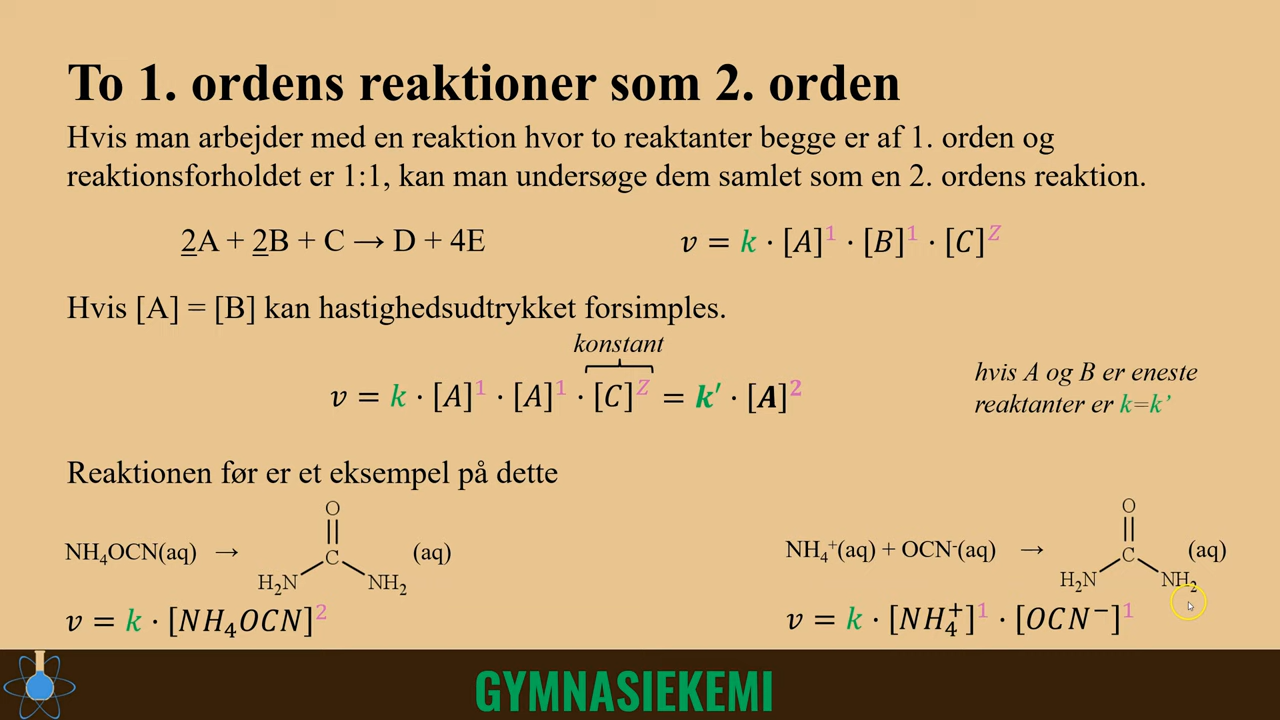 To 1. ordens reaktioner som 2. orden
Hvis man arbejder med en reaktion hvor to reaktanter begge er af 1. orden og
reaktionsforholdet er 1:1, kan man undersøge dem samlet som en 2. ordens reaktion.
2A + 2B + C → D + 4E
v = k · [A]¹ · [B]¹ · [C]ᶻ
Hvis [A] = [B] kan hastighedsudtrykket forsimples.
konstant
v = k · [A]¹ · [A]¹ · [C]ᶻ = k′ · [A]²
hvis A og B er eneste
reaktanter er k=k’
Reaktionen før er et eksempel på dette
O
C
H₂N NH₂
NH₄OCN(aq) → (aq)
v = k · [NH₄OCN]²
O
C
H₂N NH₂
NH₄⁺(aq) + OCN⁻(aq) → (aq)
v = k · [NH₄⁺]¹ · [OCN⁻]¹
GYMNASIEKEMI